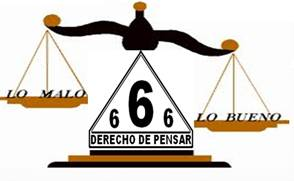 LO MALO
LO BUENO
6 6 6
DERECHO DE PENSAR